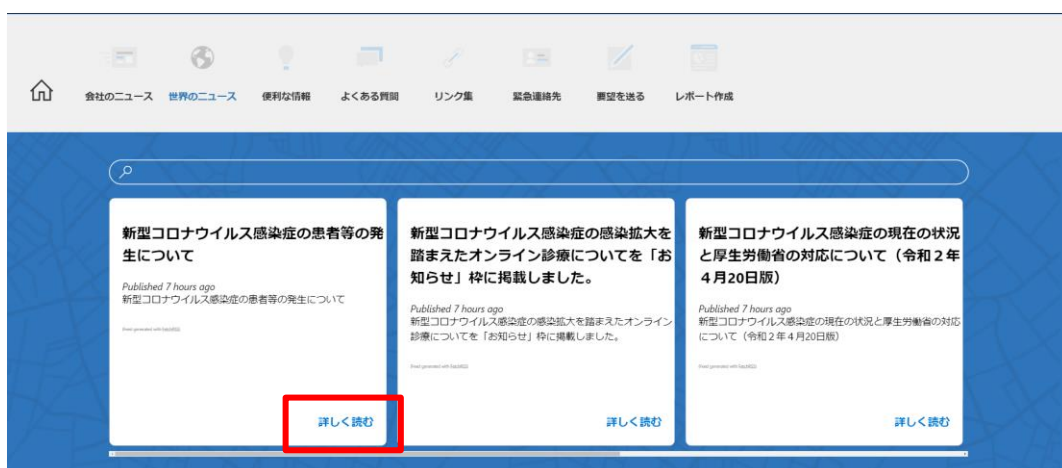 会社のニュース 世界のニュース 便利な情報 よくある質問 リンク集 緊急連絡先 要望を送る レポート作成
新型コロナウイルス感染症の患者等の発
生について
Published 7 hours ago
新型コロナウイルス感染症の患者等の発生について
詳しく読む
新型コロナウイルス感染症の感染拡大を
踏まえたオンライン診療についてを「お
知らせ」枠に掲載しました。
Published 7 hours ago
新型コロナウイルス感染症の感染拡大を踏まえたオンライン
診療についてを「お知らせ」枠に掲載しました。
詳しく読む
新型コロナウイルス感染症の現在の状況
と厚生労働省の対応について（令和２年
４月20日版）
Published 7 hours ago
新型コロナウイルス感染症の現在の状況と厚生労働省の対応
について（令和２年４月20日版）
詳しく読む